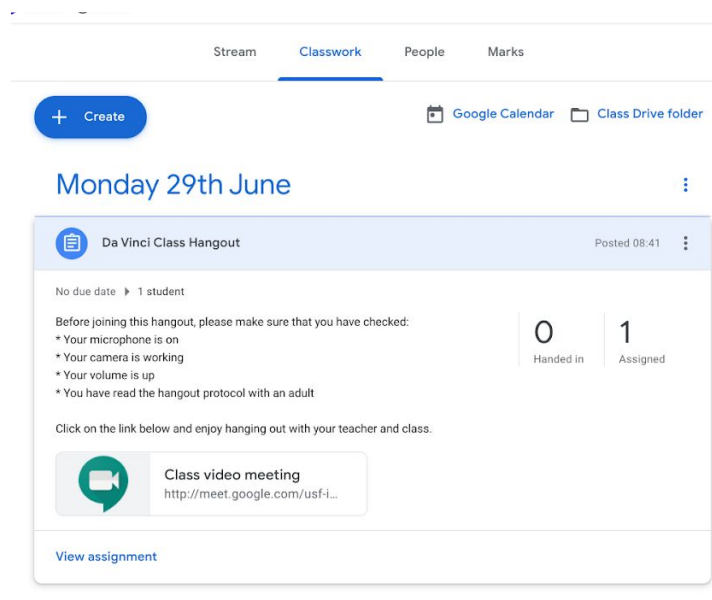 Stream Classwork People Marks
Create
Google Calendar Class Drive folder
Monday 29th June
Da Vinci Class Hangout Posted 08:41
No due date 1 student
Before joining this hangout, please make sure that you have checked:
* Your microphone is on
* Your camera is working
* Your volume is up
* You have read the hangout protocol with an adult
0 1
Handed in Assigned
Click on the link below and enjoy hanging out with your teacher and class.
Class video meeting
http://meet.google.com/usf-i...
View assignment